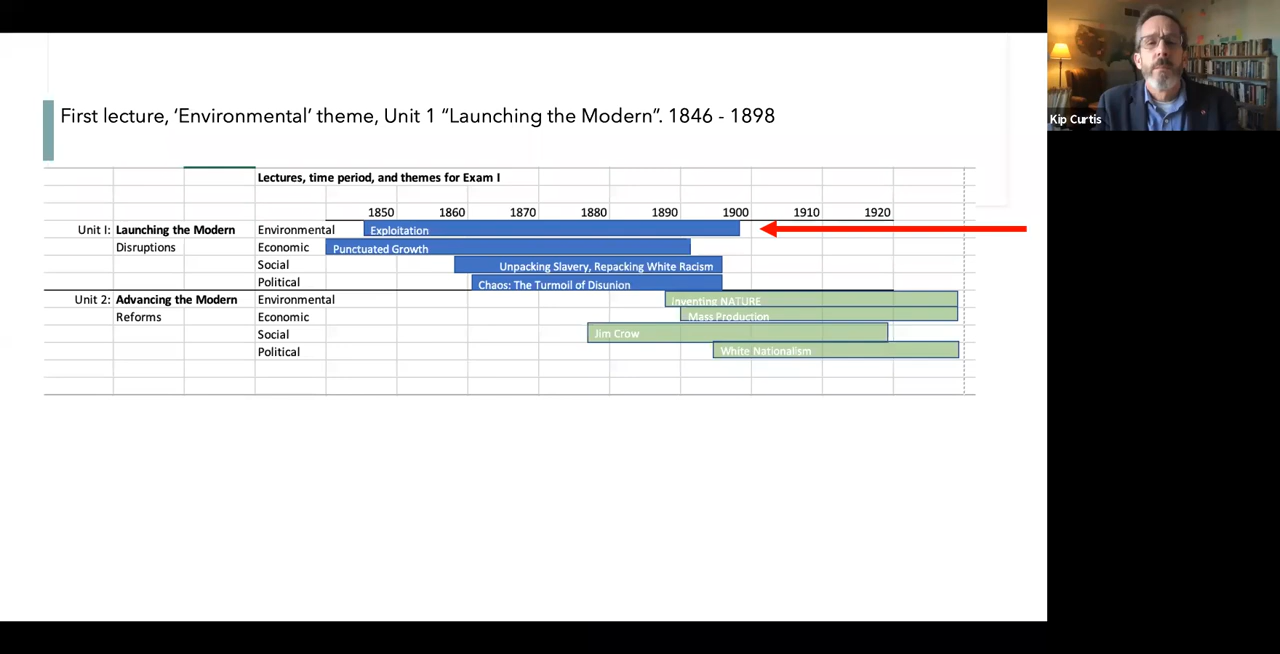 First lecture, ‘Environmental’ theme, Unit 1 “Launching the Modern”. 1846 - 1898
Kip Curtis
Lectures, time period, and themes for Exam I
1850 1860 1870 1880 1890 1900 1910 1920
Unit I: Launching the Modern Environmental Exploitation
Disruptions Economic Punctuated Growth
Social Unpacking Slavery, Repacking White Racism
Political Chaos: The Turmoil of Disunion
Unit 2: Advancing the Modern Environmental Inventing NATURE
Reforms Economic Mass Production
Social Jim Crow
Political White Nationalism